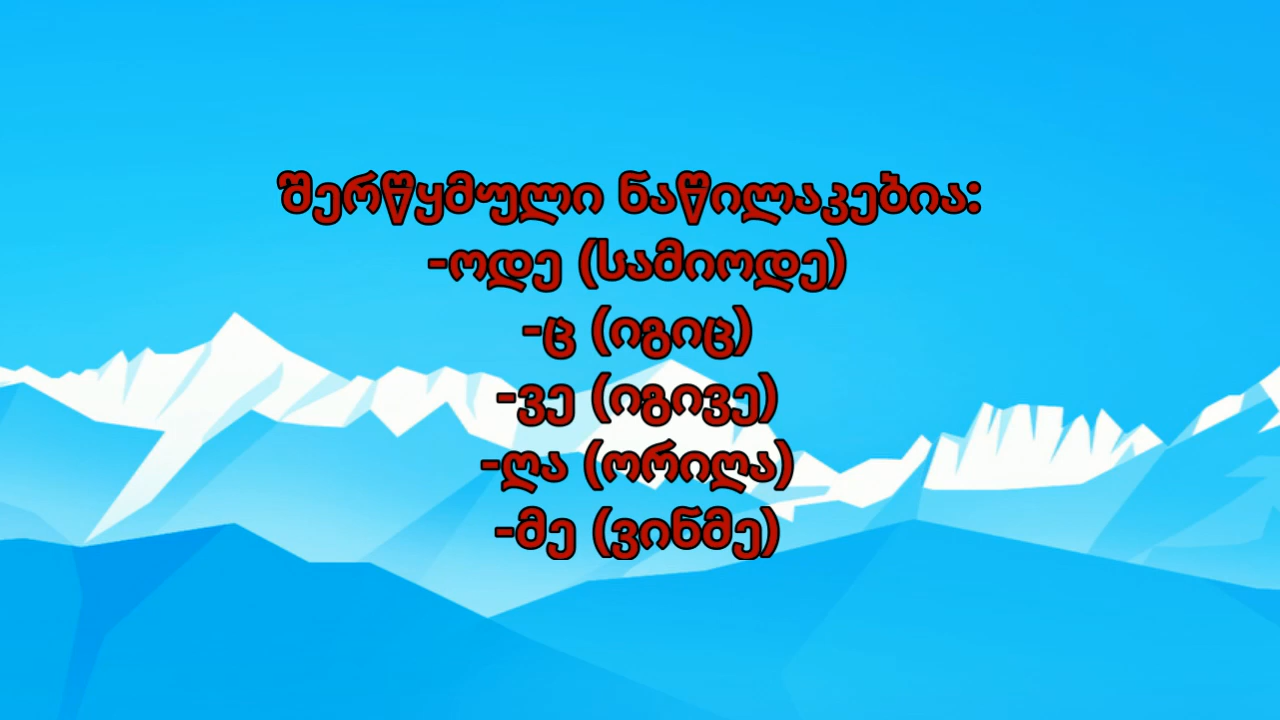 შერწყმული ნაწილაკებია:
-ოდე (სამიოდე)
-ც (იგიც)
-ვე (იგივე)
-ღა (ორიღა)
-მე (ვინმე)